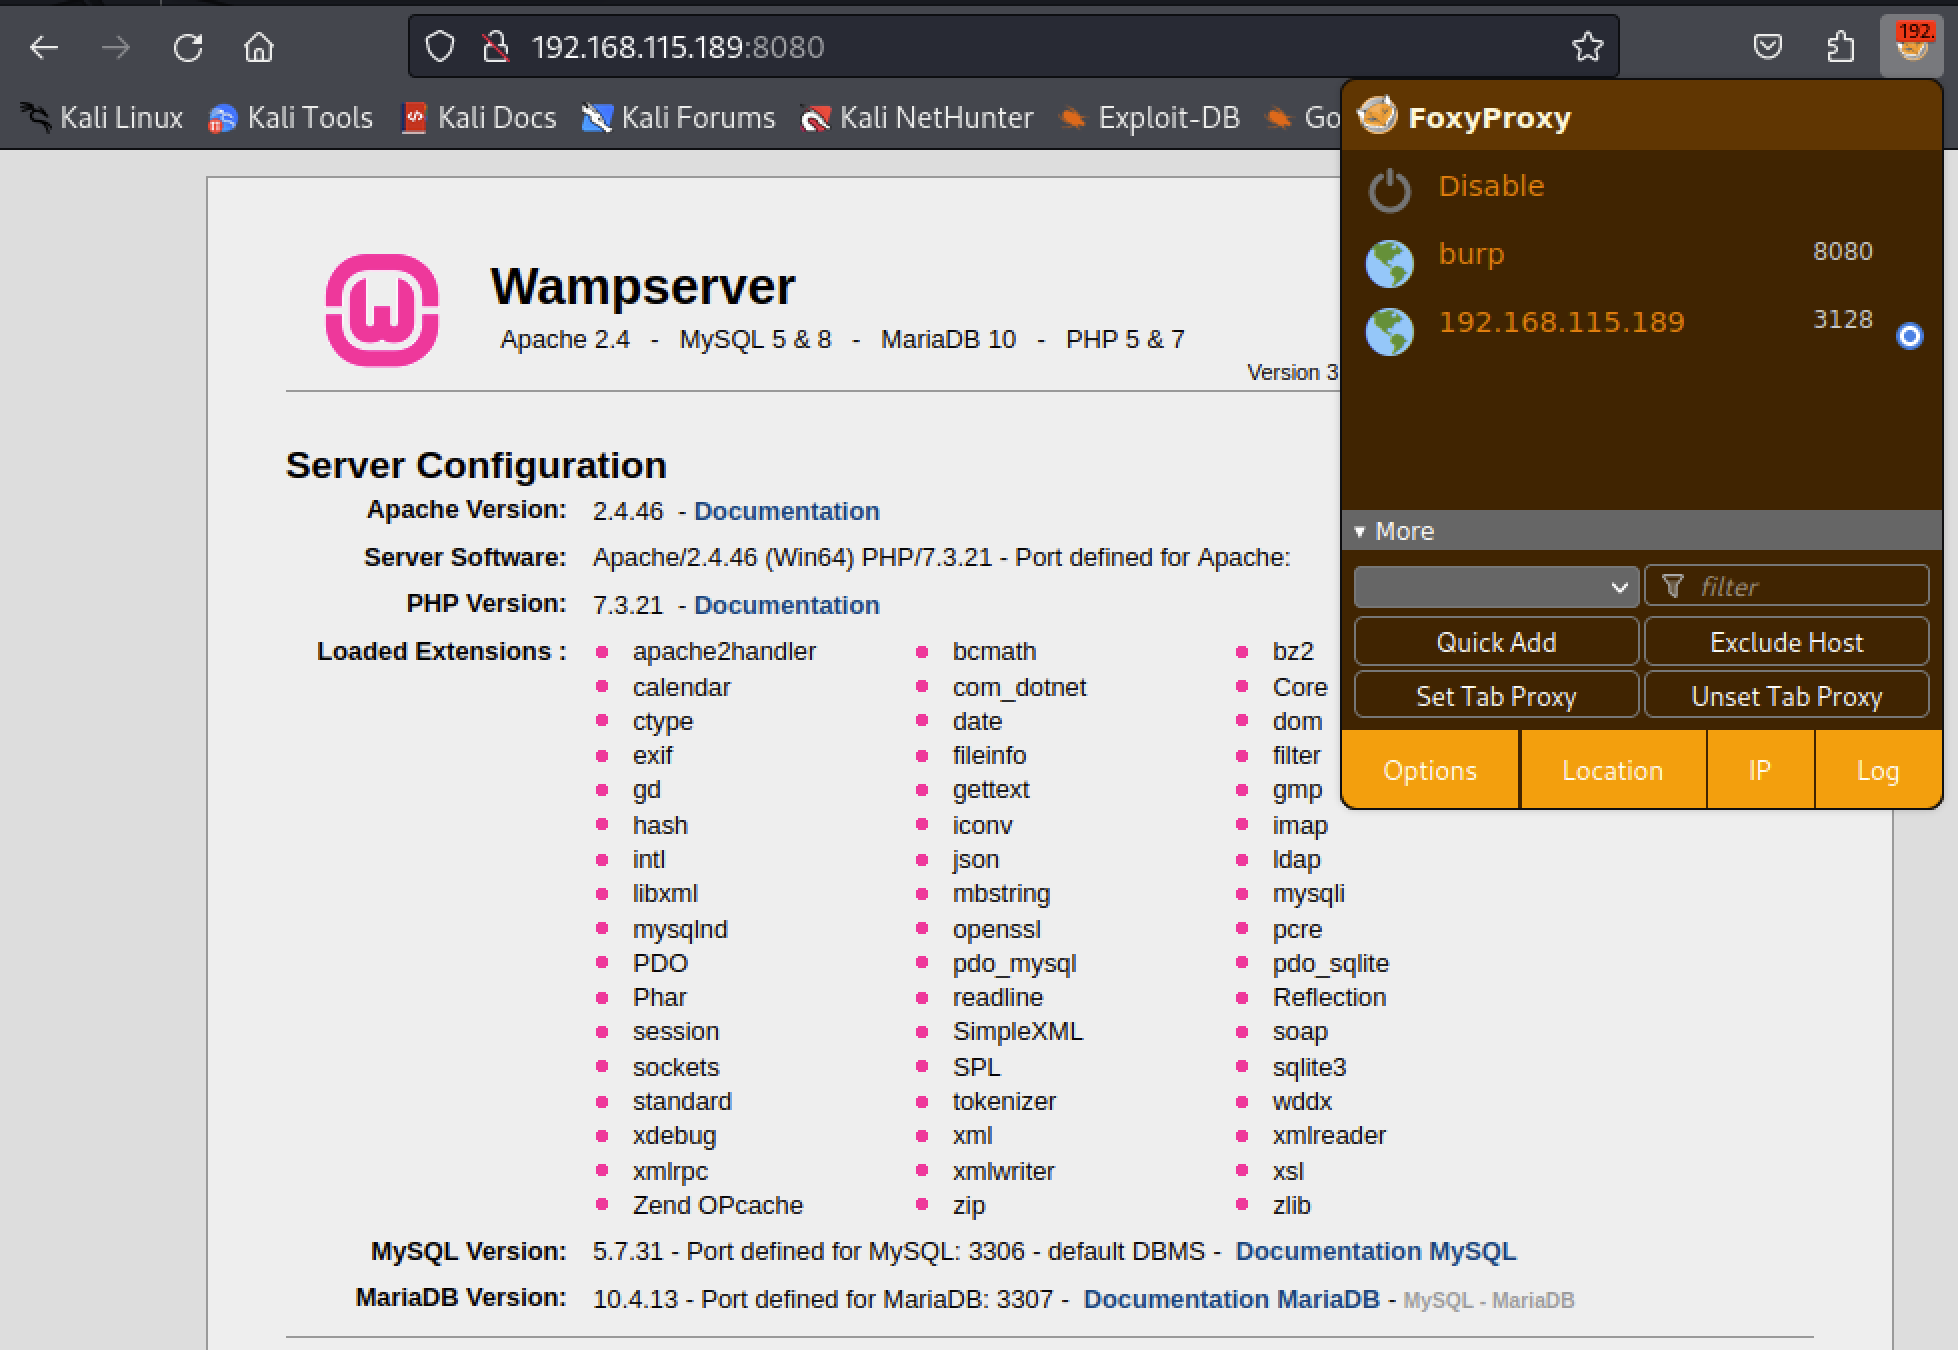 192.168.115.189:8080
192.
Kali Linux Kali Tools Kali Docs Kali Forums Kali NetHunter Exploit-DB Go
FoxyProxy
Disable
burp 8080
192.168.115.189 3128
More
filter
Quick Add Exclude Host
Set Tab Proxy Unset Tab Proxy
Options Location IP Log
Wampserver
Apache 2.4 - MySQL 5 & 8 - MariaDB 10 - PHP 5 & 7
Version 3
Server Configuration
Apache Version: 2.4.46 - Documentation
Server Software: Apache/2.4.46 (Win64) PHP/7.3.21 - Port defined for Apache:
PHP Version: 7.3.21 - Documentation
Loaded Extensions : apache2handler bcmath bz2
calendar com_dotnet Core
ctype date dom
exif fileinfo filter
gd gettext gmp
hash iconv imap
intl json ldap
libxml mbstring mysqli
mysqlnd openssl pcre
PDO pdo_mysql pdo_sqlite
Phar readline Reflection
session SimpleXML soap
sockets SPL sqlite3
standard tokenizer wddx
xdebug xml xmlreader
xmlrpc xmlwriter xsl
Zend OPcache zip zlib
MySQL Version: 5.7.31 - Port defined for MySQL: 3306 - default DBMS - Documentation MySQL
MariaDB Version: 10.4.13 - Port defined for MariaDB: 3307 - Documentation MariaDB - MySQL - MariaDB